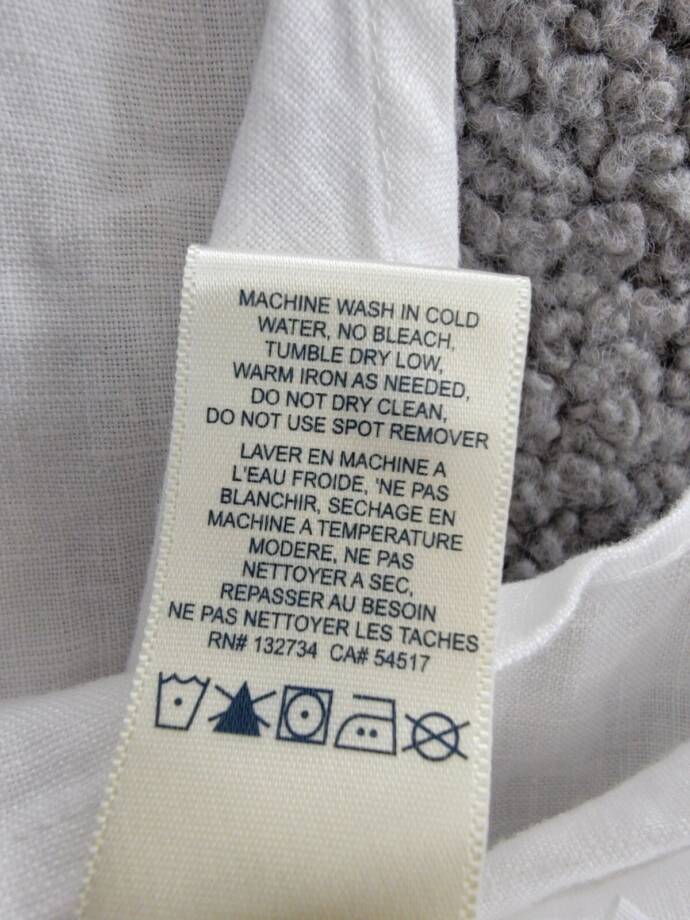 MACHINE WASH IN COLD
WATER, NO BLEACH,
TUMBLE DRY LOW,
WARM IRON AS NEEDED,
DO NOT DRY CLEAN,
DO NOT USE SPOT REMOVER
LAVER EN MACHINE A
L'EAU FROIDE, 'NE PAS
BLANCHIR, SECHAGE EN
MACHINE A TEMPERATURE
MODERE, NE PAS
NETTOYER A SEC,
REPASSER AU BESOIN
NE PAS NETTOYER LES TACHES
RN# 132734 CA# 54517